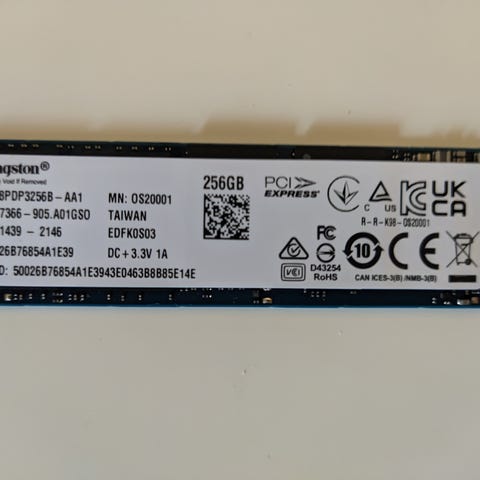 ngston®
Void If Removed
8PDP3256B-AA1
7366-905.A01GSO
1439 - 2146
26B76854A1E39
D: 50026B76854A1E3943E0463B8B85E14E
MN: OS20001
TAIWAN
EDFK0S03
DC+3.3V 1A
256GB
PCI
EXPRESS®
C US
UK
CA
R-R-K98-OS20001
D43254
RoHS
VCI
10
CE
CAN ICES-3(B) /NMB-3(B)